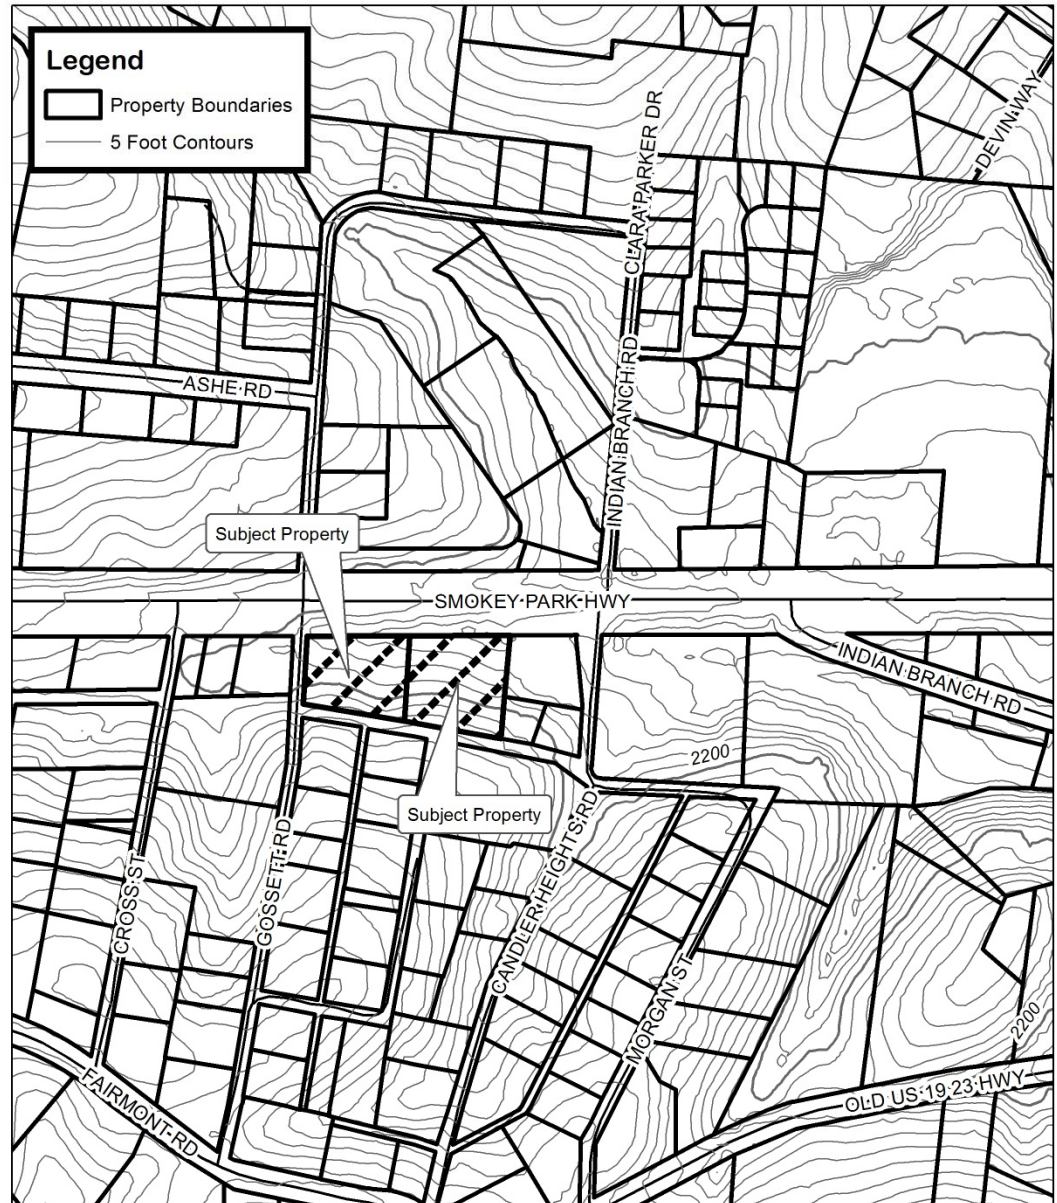 Legend
Property Boundaries
5 Foot Contours
DEVIN WAY
CLARA PARKER DR
ASHE RD
INDIAN BRANCH RD
Subject Property
SMOKEY PARK HWY
INDIAN BRANCH RD
2200
Subject Property
CROSS ST
GOSSETT RD
CANDLER HEIGHTS RD
MORGAN ST
2200
FAIRMONT RD
OLD US 19 23 HWY